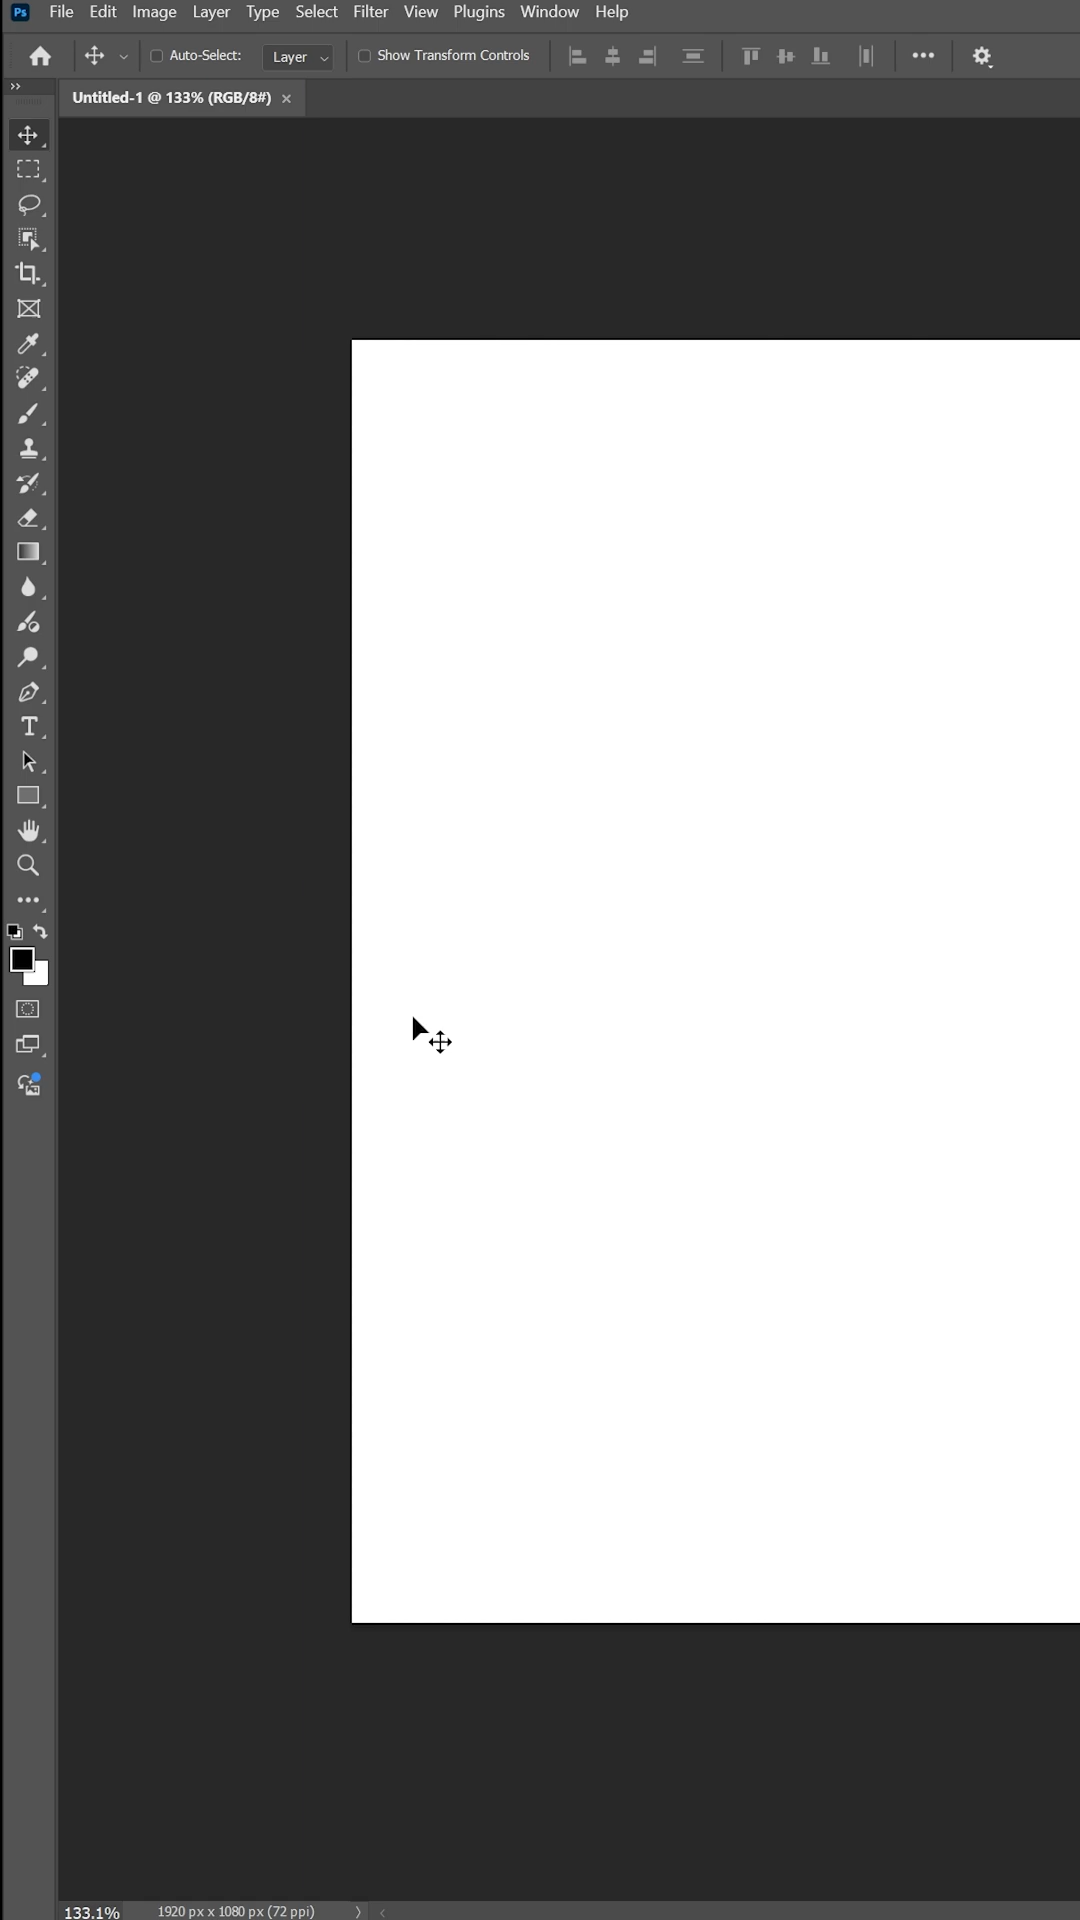 Ps File Edit Image Layer Type Select Filter View Plugins Window Help
Auto-Select: Layer Show Transform Controls
Untitled-1 @ 133% (RGB/8#)
T
133.1% 1920 px x 1080 px (72 ppi)